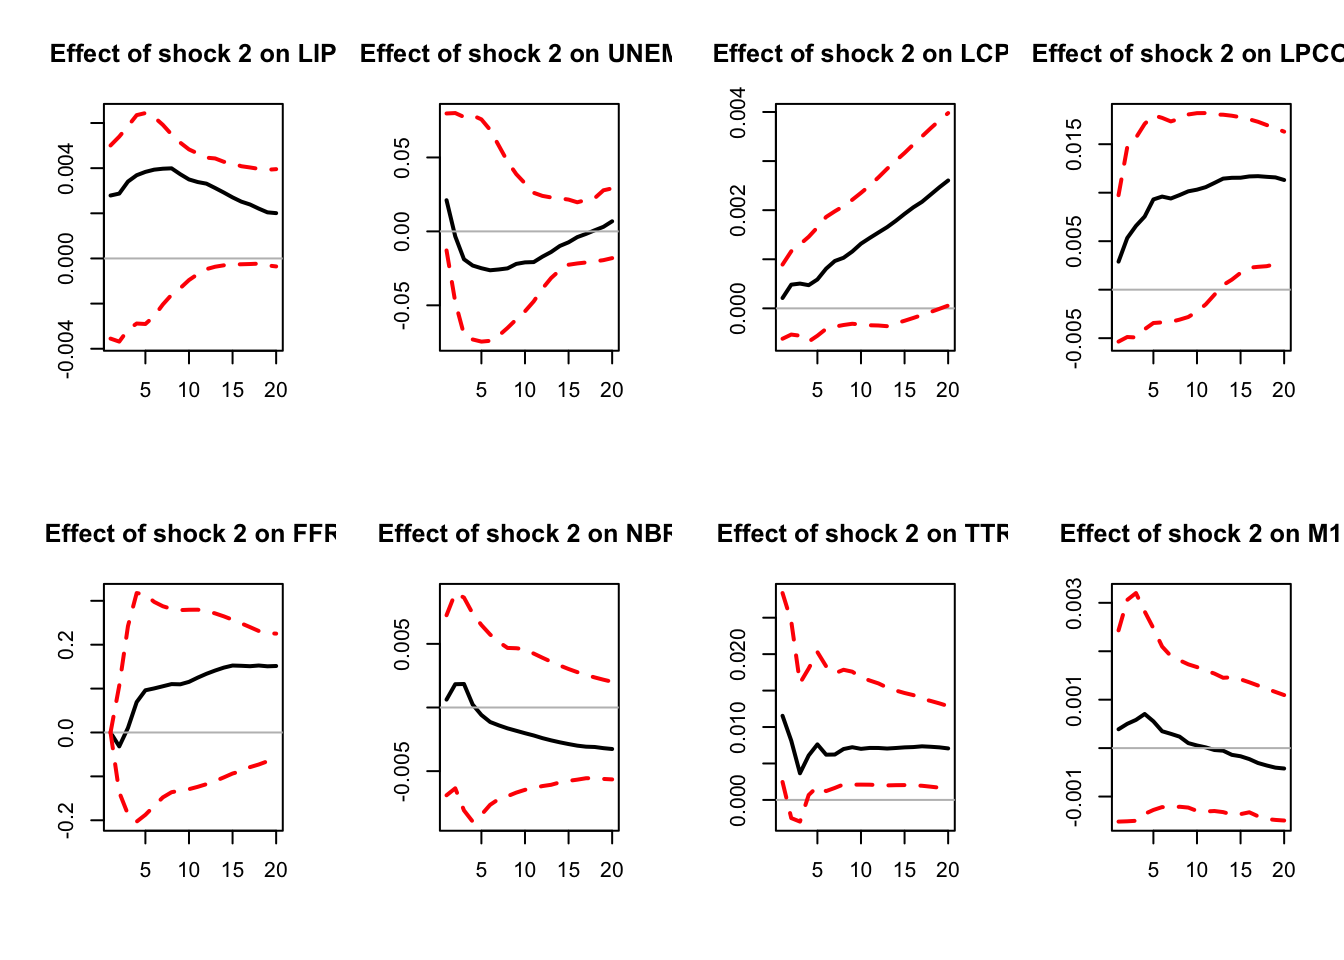 Effect of shock 2 on LIP
Effect of shock 2 on UNEM
Effect of shock 2 on LCP
Effect of shock 2 on LPCO
0.004
0.000
-0.004
5 10 15 20
0.05
0.00
-0.05
5 10 15 20
0.004
0.002
0.000
5 10 15 20
0.015
0.005
-0.005
5 10 15 20
Effect of shock 2 on FFR
Effect of shock 2 on NBR
Effect of shock 2 on TTR
Effect of shock 2 on M1
0.2
0.0
-0.2
5 10 15 20
0.005
-0.005
5 10 15 20
0.020
0.010
0.000
5 10 15 20
0.003
0.001
-0.001
5 10 15 20